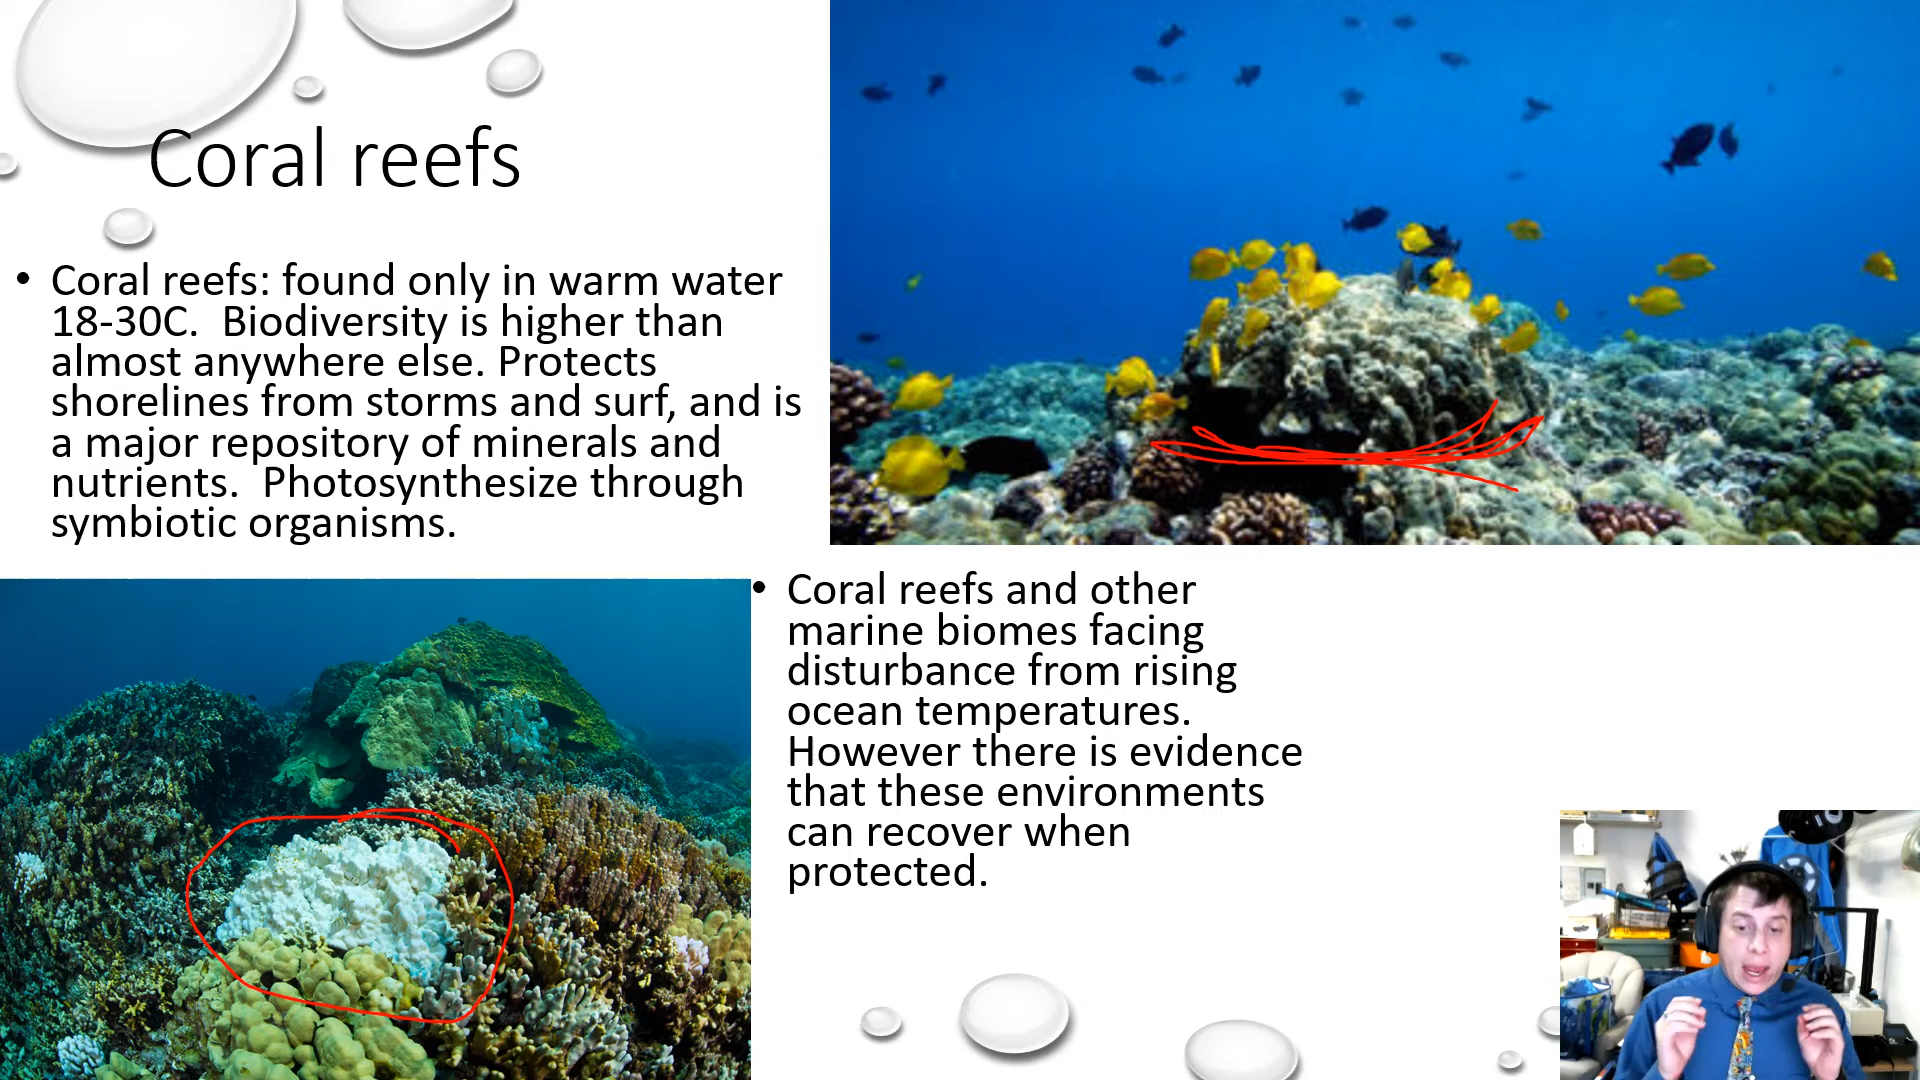 Coral reefs
• Coral reefs: found only in warm water
18-30C.  Biodiversity is higher than
almost anywhere else. Protects
shorelines from storms and surf, and is
a major repository of minerals and
nutrients.  Photosynthesize through
symbiotic organisms.
• Coral reefs and other
marine biomes facing
disturbance from rising
ocean temperatures.
However there is evidence
that these environments
can recover when
protected.